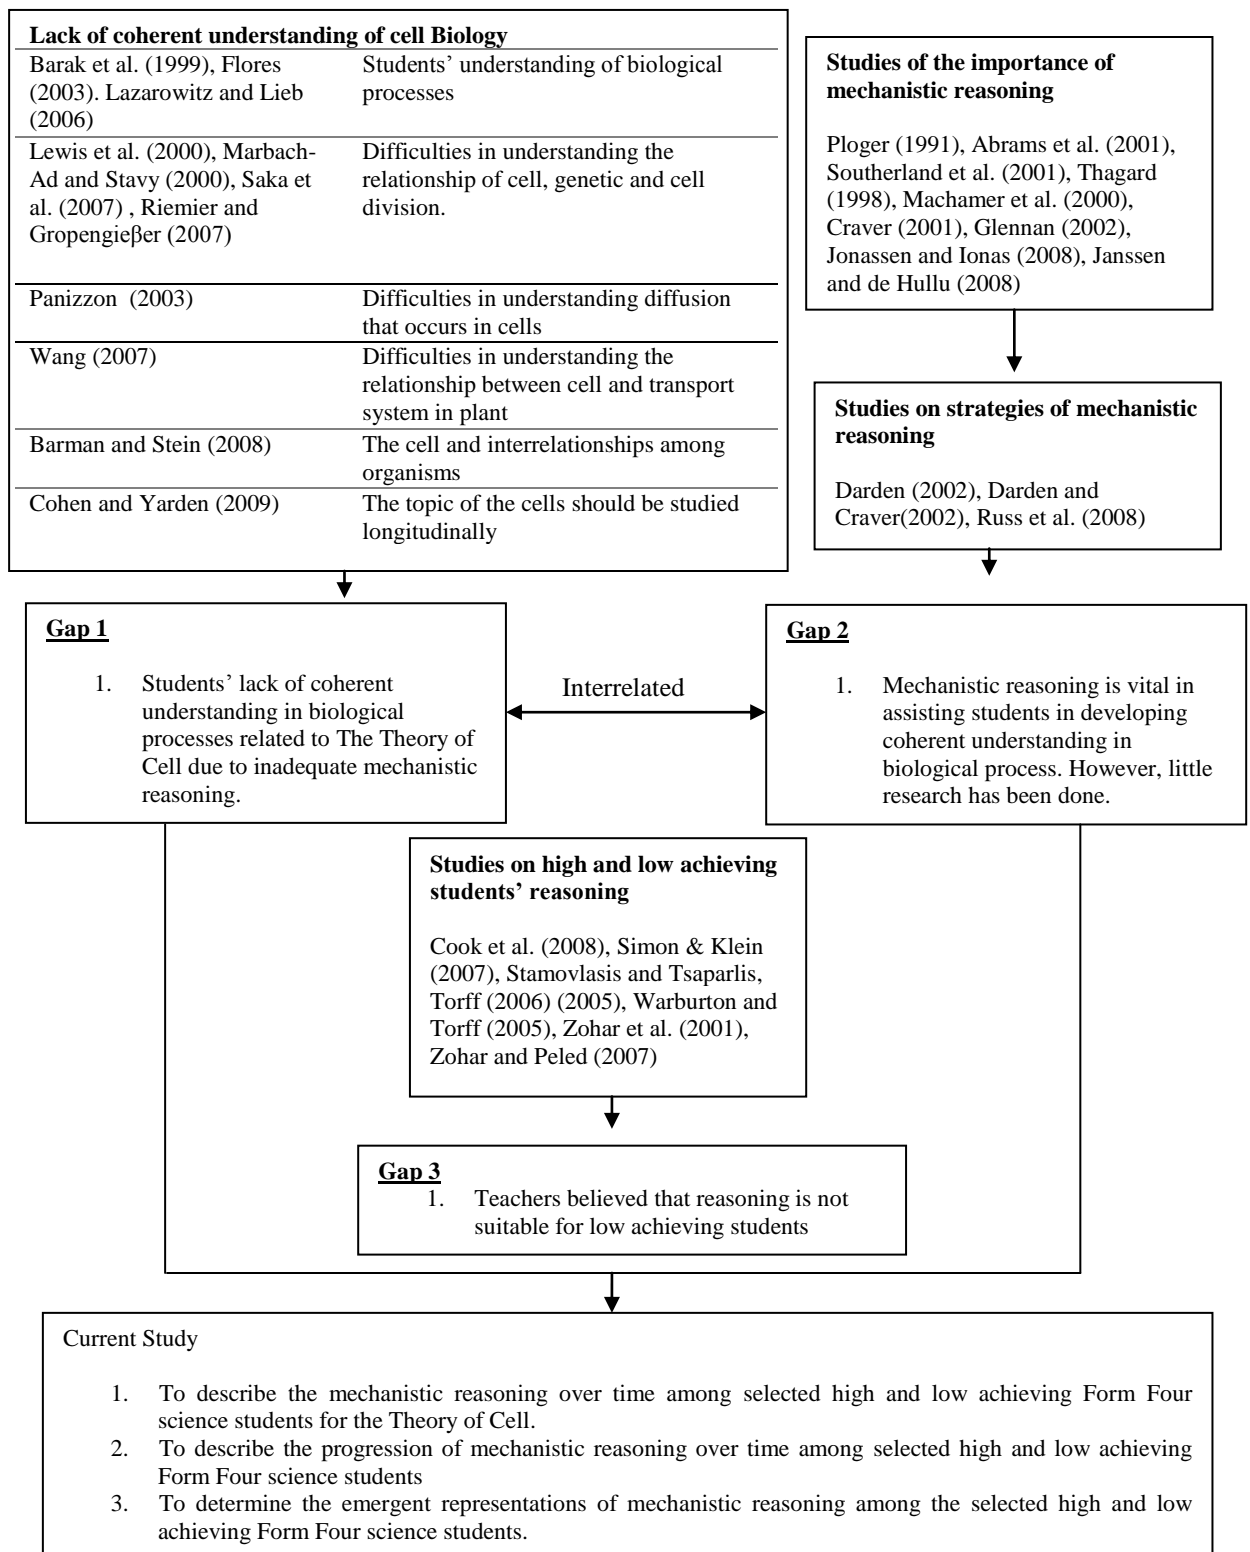 Lack of coherent understanding of cell Biology
Barak et al. (1999), Flores
(2003). Lazarowitz and Lieb
(2006)
Students’ understanding of biological
processes
Lewis et al. (2000), Marbach-
Ad and Stavy (2000), Saka et
al. (2007) , Riemier and
Gropengieβer (2007)
Difficulties in understanding the
relationship of cell, genetic and cell
division.
Panizzon (2003)
Difficulties in understanding diffusion
that occurs in cells
Wang (2007)
Difficulties in understanding the
relationship between cell and transport
system in plant
Barman and Stein (2008)
The cell and interrelationships among
organisms
Cohen and Yarden (2009)
The topic of the cells should be studied
longitudinally
Studies of the importance of
mechanistic reasoning
Ploger (1991), Abrams et al. (2001),
Southerland et al. (2001), Thagard
(1998), Machamer et al. (2000),
Craver (2001), Glennan (2002),
Jonassen and Ionas (2008), Janssen
and de Hullu (2008)
Studies on strategies of mechanistic
reasoning
Darden (2002), Darden and
Craver(2002), Russ et al. (2008)
Gap 1
1. Students’ lack of coherent
understanding in biological
processes related to The Theory of
Cell due to inadequate mechanistic
reasoning.
Interrelated
Gap 2
1. Mechanistic reasoning is vital in
assisting students in developing
coherent understanding in
biological process. However, little
research has been done.
Studies on high and low achieving
students’ reasoning
Cook et al. (2008), Simon & Klein
(2007), Stamovlasis and Tsaparlis,
Torff (2006) (2005), Warburton and
Torff (2005), Zohar et al. (2001),
Zohar and Peled (2007)
Gap 3
1. Teachers believed that reasoning is not
suitable for low achieving students
Current Study
1. To describe the mechanistic reasoning over time among selected high and low achieving Form Four
science students for the Theory of Cell.
2. To describe the progression of mechanistic reasoning over time among selected high and low achieving
Form Four science students
3. To determine the emergent representations of mechanistic reasoning among the selected high and low
achieving Form Four science students.